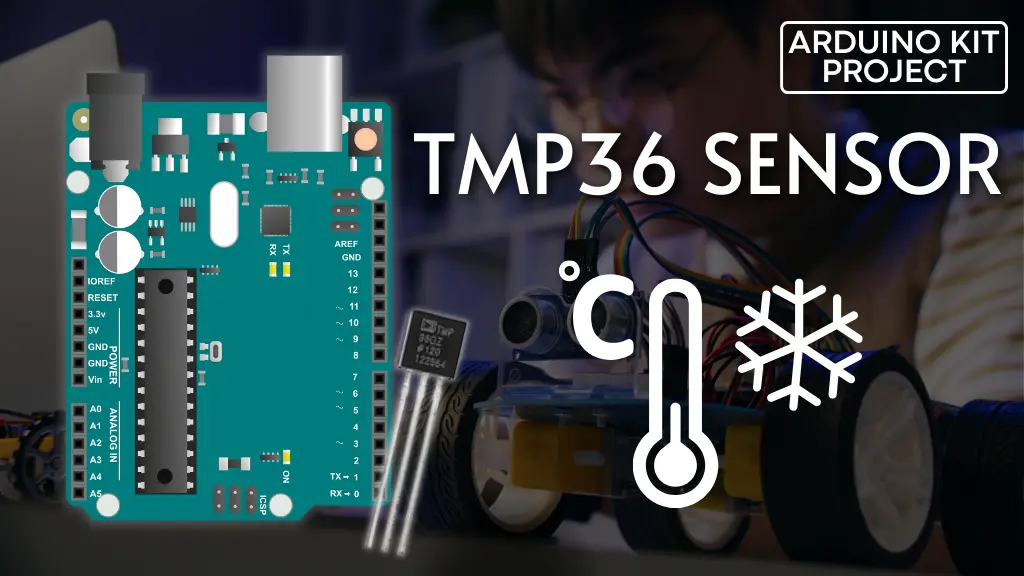 ARDUINO KIT
PROJECT
TMP36 SENSOR
°C
AREF
GND
13
12
~ 11
~ 10
~ 9
8
7
~ 6
~ 5
4
~ 3
2
TX→ 1
RX→ 0
RX
TX
IOREF
RESET
3.3v
5V
GND
GND
Vin
POWER
A0
A1
A2
A3
A4
A5
ANALOG IN
ON
ICSP
TMP
36GZ
#120